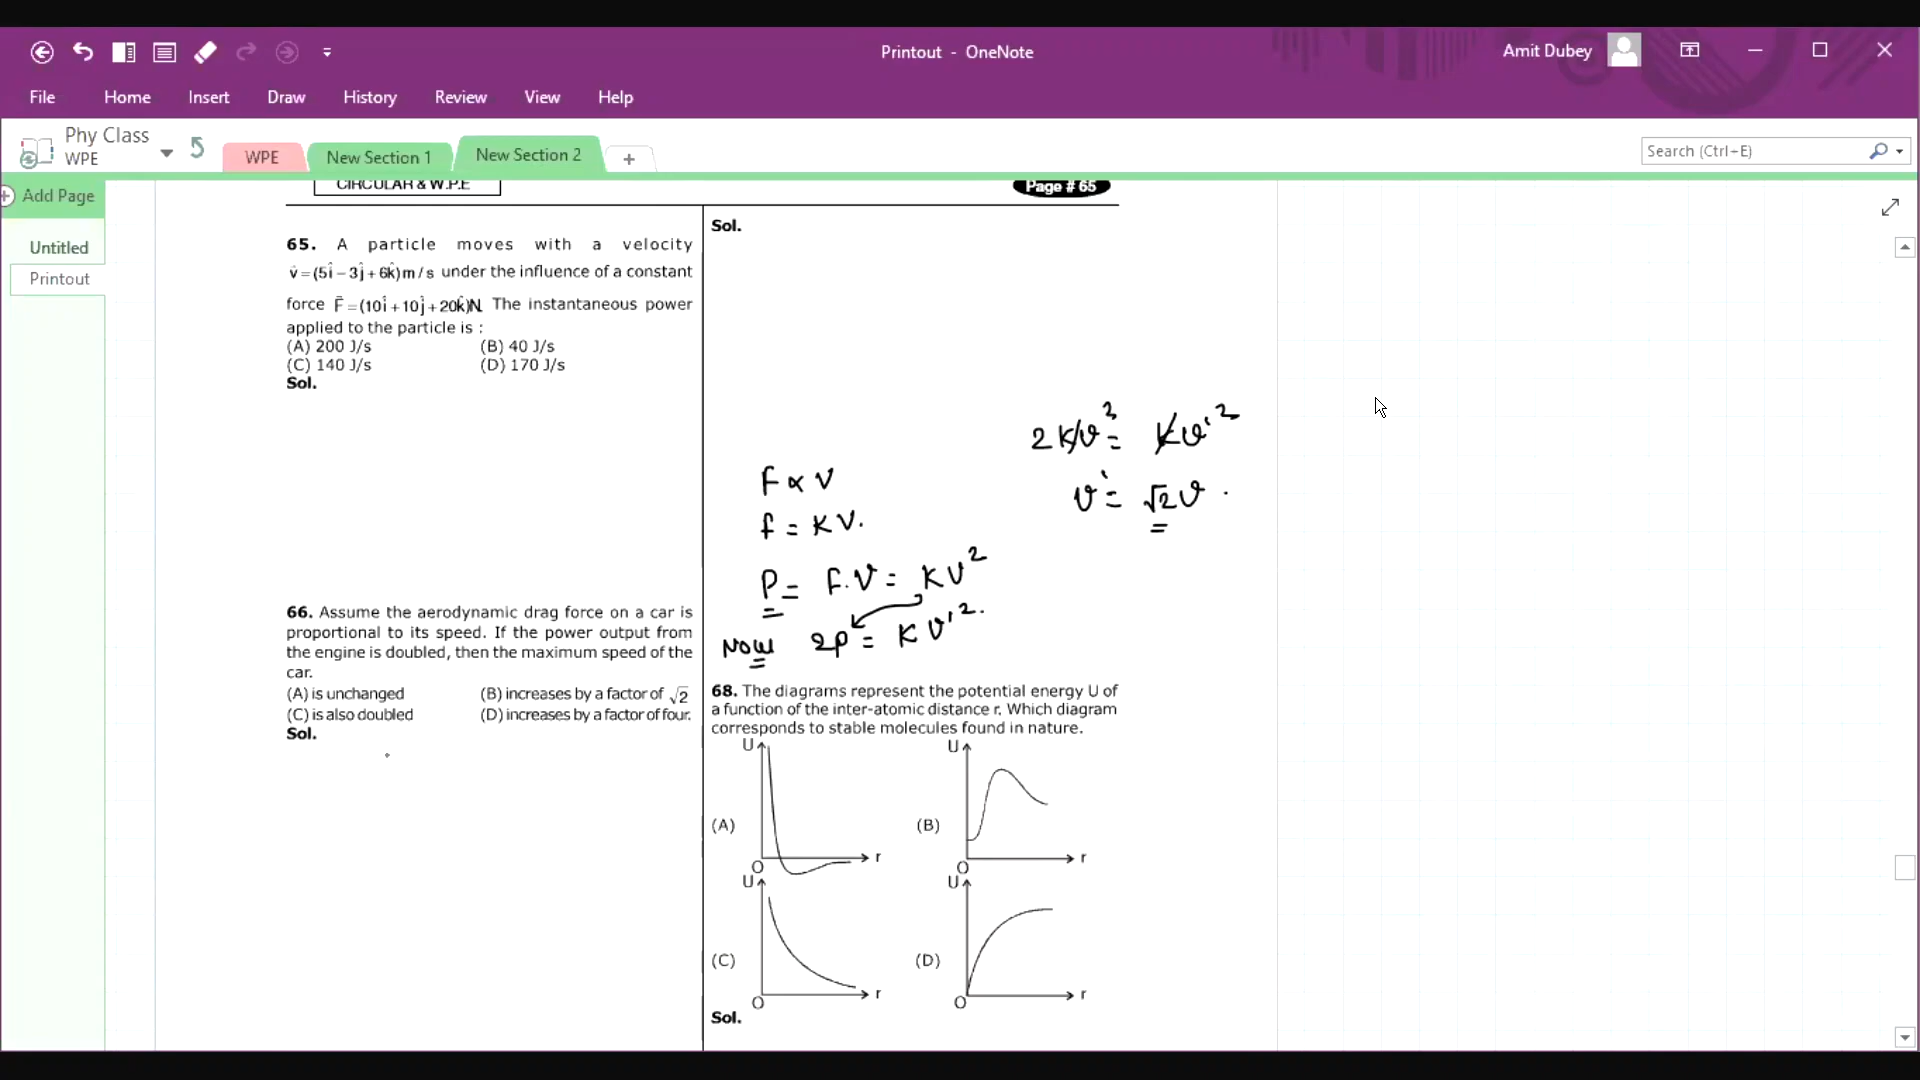 Printout - OneNote
Amit Dubey
File Home Insert Draw History Review View Help
Phy Class
WPE
WPE
New Section 1
New Section 2
+
Search (Ctrl+E)
Add Page
Untitled
Printout
CIRCULAR & W.P.E
Page # 65
65. A particle moves with a velocity
v = (5î – 3ĵ + 6k̂) m / s under the influence of a constant
force F̄ = (10î + 10ĵ + 20k̂)N. The instantaneous power
applied to the particle is :
(A) 200 J/s (B) 40 J/s
(C) 140 J/s (D) 170 J/s
Sol.
66. Assume the aerodynamic drag force on a car is
proportional to its speed. If the power output from
the engine is doubled, then the maximum speed of the
car.
(A) is unchanged (B) increases by a factor of √2
(C) is also doubled (D) increases by a factor of four.
Sol.
Sol.
F ∝ V
f = KV.
P = F.V = KV²
Now 2P = KV'².
2KV² = KV'²
V' = √2V.
68. The diagrams represent the potential energy U of
a function of the inter-atomic distance r. Which diagram
corresponds to stable molecules found in nature.
(A) U O r
(B) U O r
(C) U O r
(D) U O r
Sol.